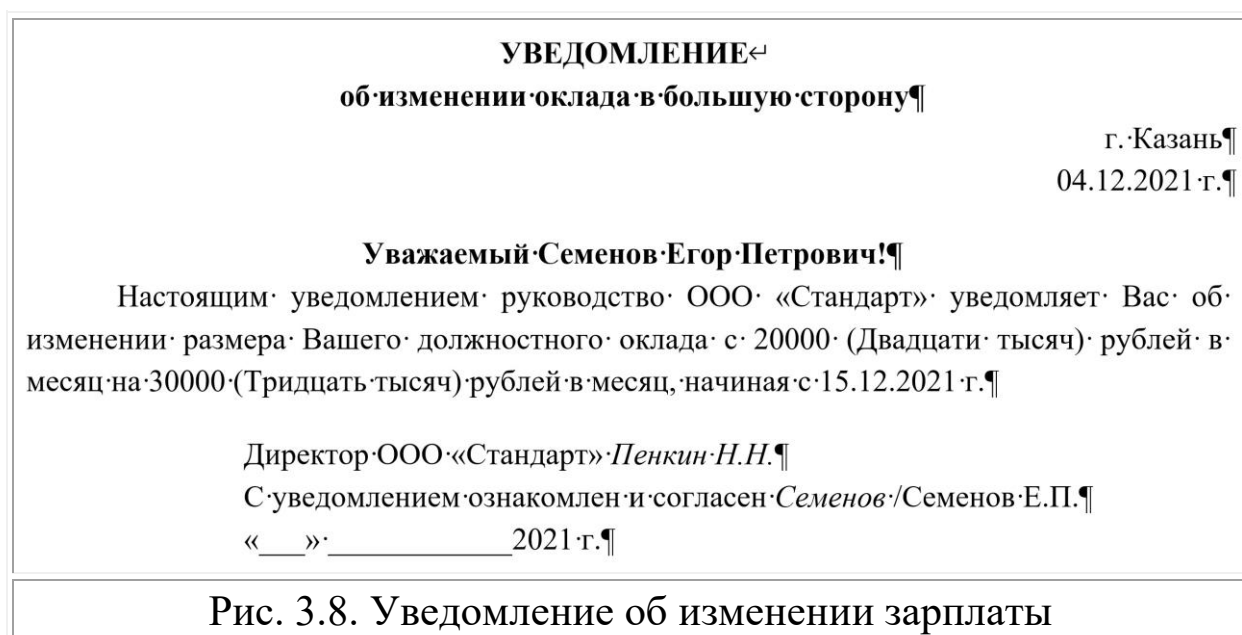 УВЕДОМЛЕНИЕ↵
об·изменении·оклада·в·большую·сторону¶
г.·Казань¶
04.12.2021·г.¶
Уважаемый·Семенов·Егор·Петрович!¶
Настоящим· уведомлением· руководство· ООО· «Стандарт»· уведомляет· Вас· об·
изменении· размера· Вашего· должностного· оклада· с· 20000· (Двадцати· тысяч)· рублей· в·
месяц·на·30000·(Тридцать·тысяч)·рублей·в·месяц,·начиная·с·15.12.2021·г.¶
Директор·ООО·«Стандарт»·Пенкин·Н.Н.¶
С·уведомлением·ознакомлен·и·согласен·Семенов·/Семенов·Е.П.¶
«___»·____________2021·г.¶
Рис. 3.8. Уведомление об изменении зарплаты